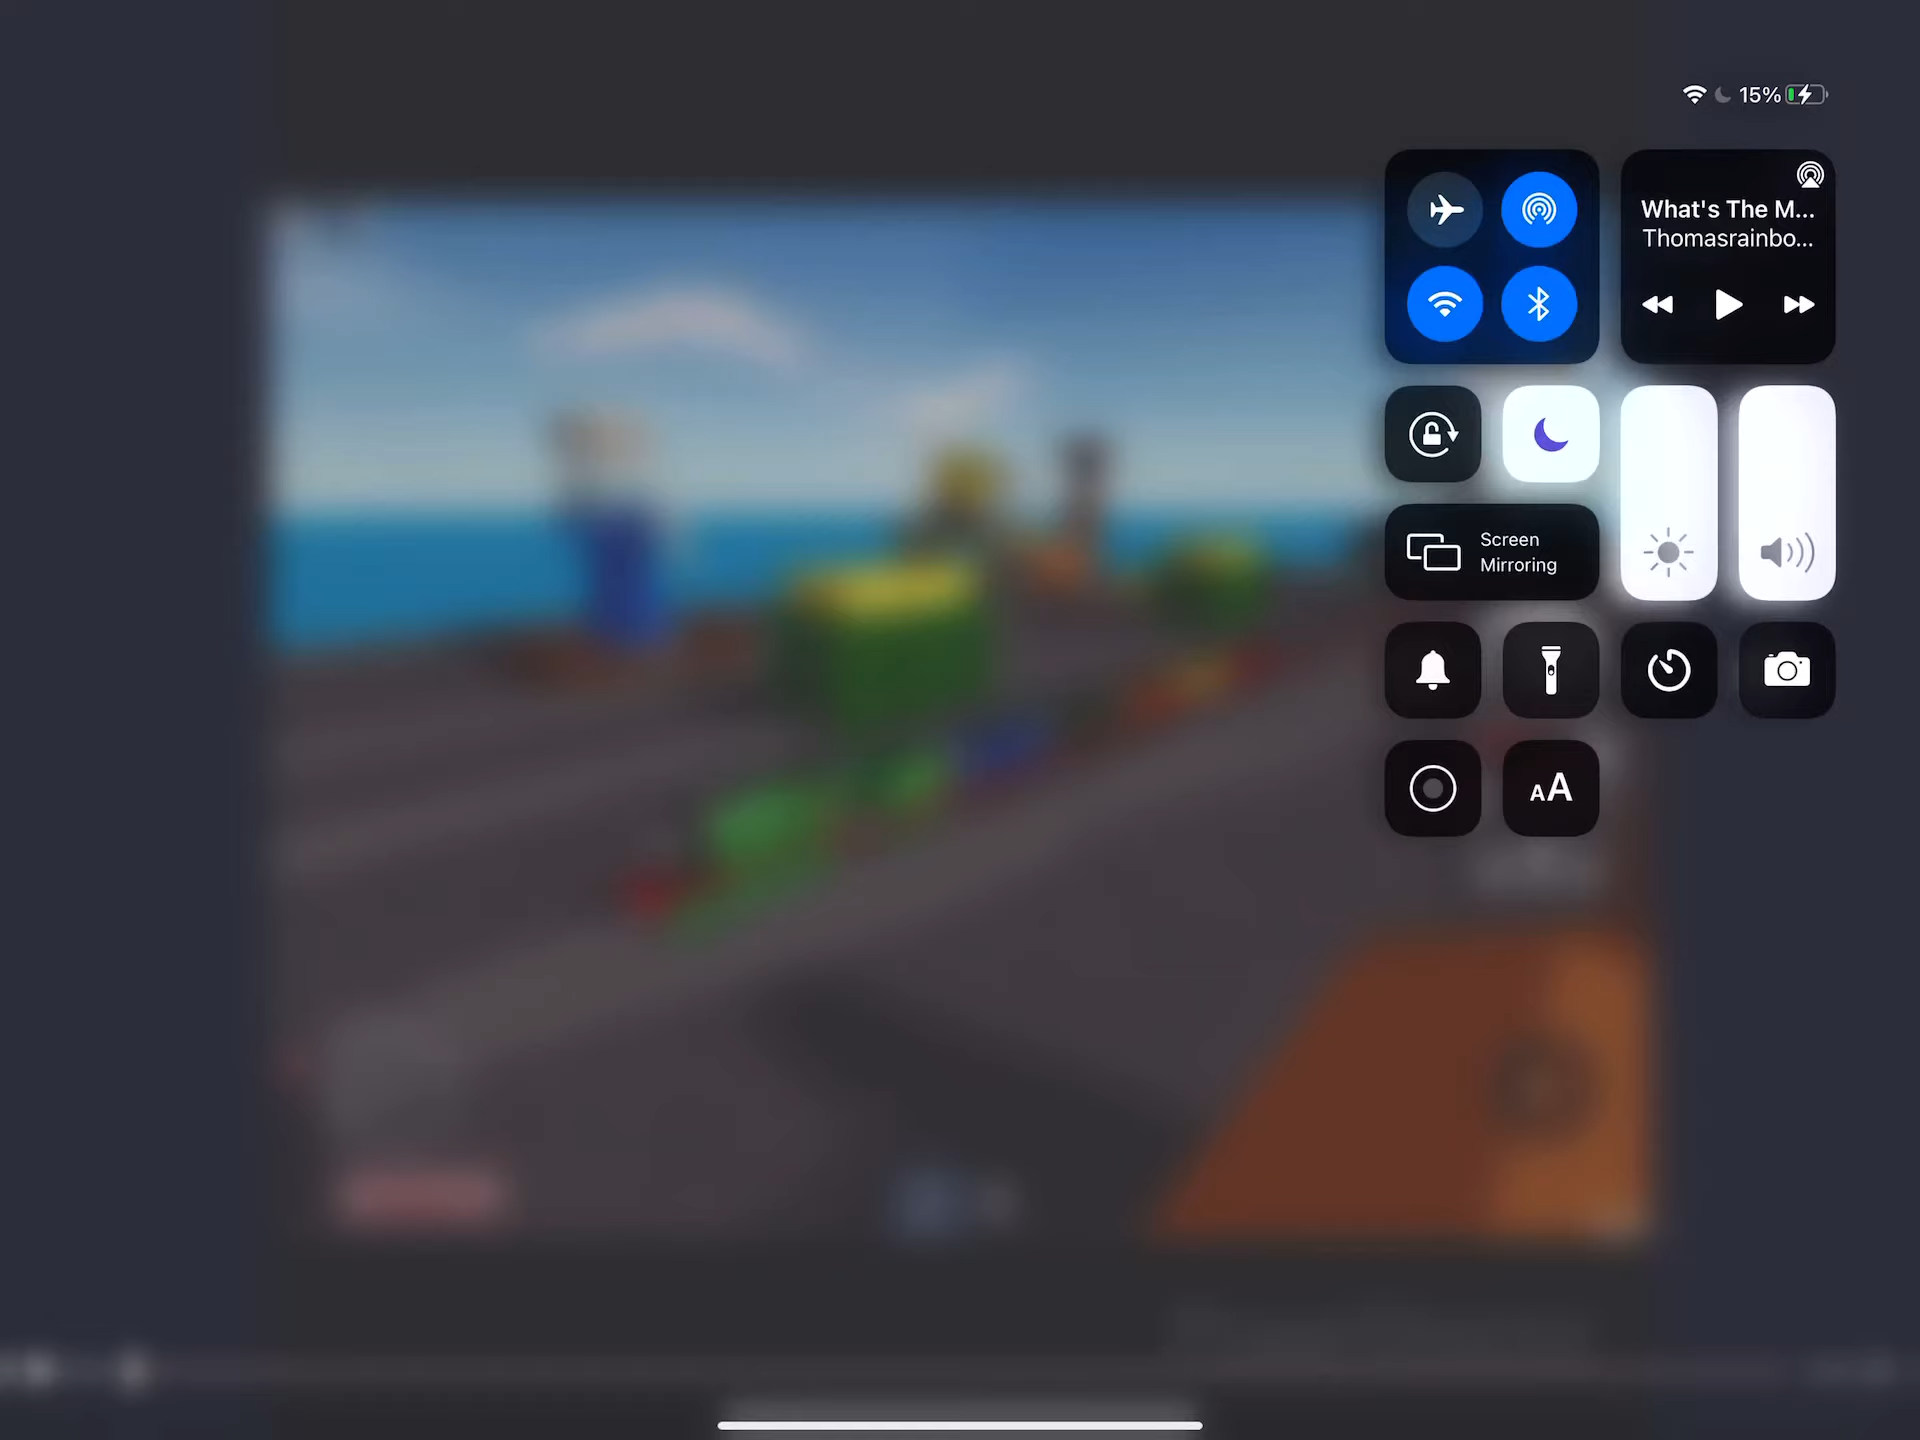 15%
What's The M...
Thomasrainbo...
Screen
Mirroring
AA